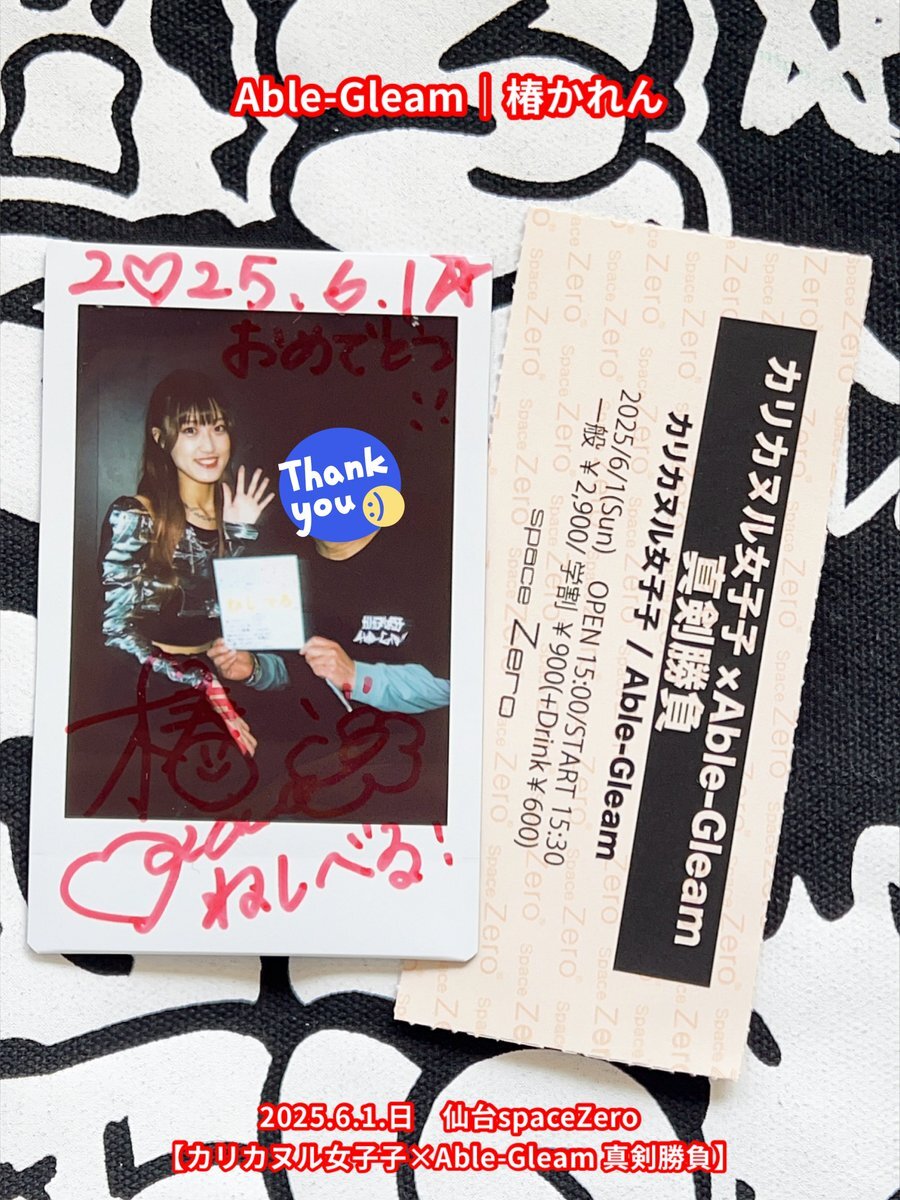 Able-Gleam｜椿かれん
2♡025.6.1☆
おめでとう
Thank
you
椿
ねしべる!
カリカヌル女子子×Able-Gleam
真剣勝負
カリカヌル女子子 / Able-Gleam
2025/6/1(Sun) OPEN 15:00/START 15:30
一般 ¥2,900/ 学割 ¥900(+Drink¥600)
space Zero
Space Zero
2025.6.1.日　仙台spaceZero
【カリカヌル女子子×Able-Gleam 真剣勝負】